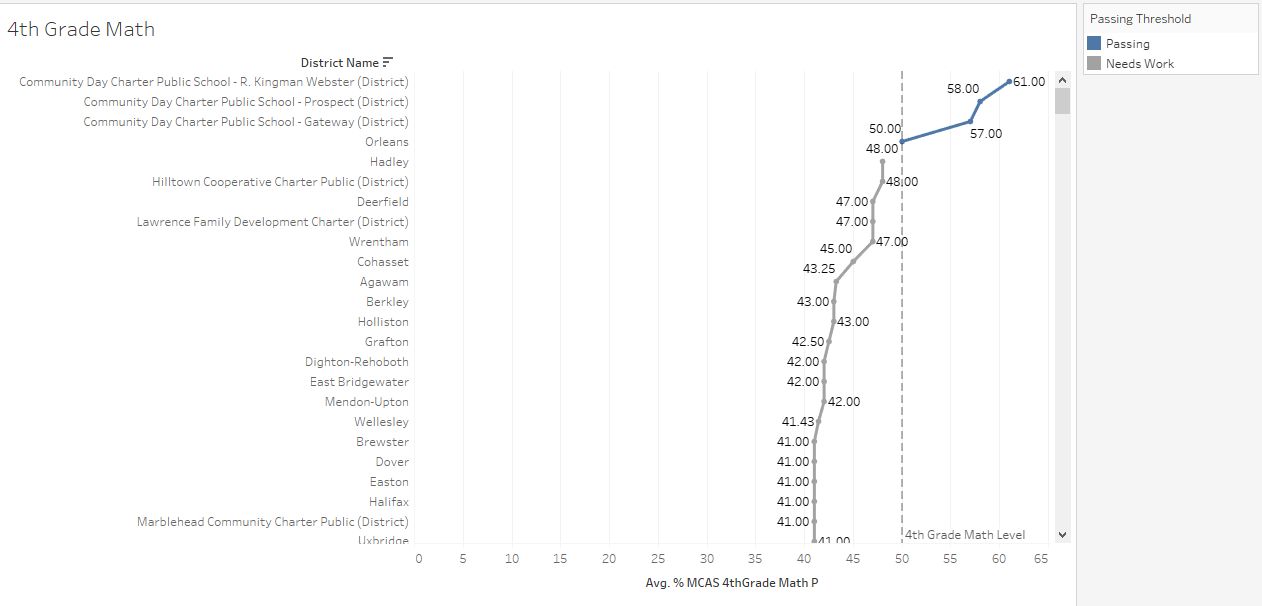 4th Grade Math
District Name
Community Day Charter Public School - R. Kingman Webster (District)
61.00
Community Day Charter Public School - Prospect (District)
58.00
Community Day Charter Public School - Gateway (District)
57.00
Orleans
50.00
Hadley
48.00
Hilltown Cooperative Charter Public (District)
48.00
Deerfield
47.00
Lawrence Family Development Charter (District)
47.00
Wrentham
47.00
Cohasset
45.00
Agawam
43.25
Berkley
43.00
Holliston
43.00
Grafton
42.50
Dighton-Rehoboth
42.00
East Bridgewater
42.00
Mendon-Upton
42.00
Wellesley
41.43
Brewster
41.00
Dover
41.00
Easton
41.00
Halifax
41.00
Marblehead Community Charter Public (District)
41.00
Uxbridge
41.00
4th Grade Math Level
0 5 10 15 20 25 30 35 40 45 50 55 60 65
Avg. % MCAS 4thGrade Math P
Passing Threshold
Passing
Needs Work